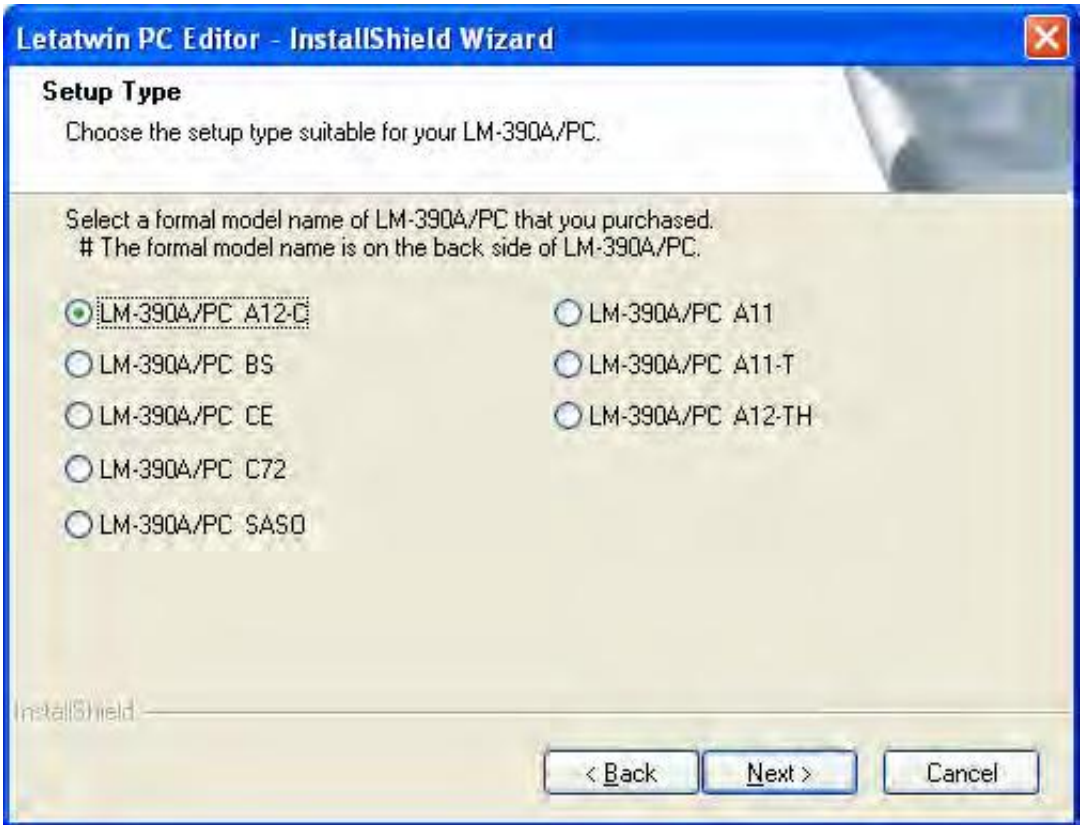 Letatwin PC Editor - InstallShield Wizard
Setup Type
Choose the setup type suitable for your LM-390A/PC.
Select a formal model name of LM-390A/PC that you purchased.
# The formal model name is on the back side of LM-390A/PC.
LM-390A/PC A12-C
LM-390A/PC BS
LM-390A/PC CE
LM-390A/PC C72
LM-390A/PC SASO
LM-390A/PC A11
LM-390A/PC A11-T
LM-390A/PC A12-TH
InstallShield
< Back
Next >
Cancel